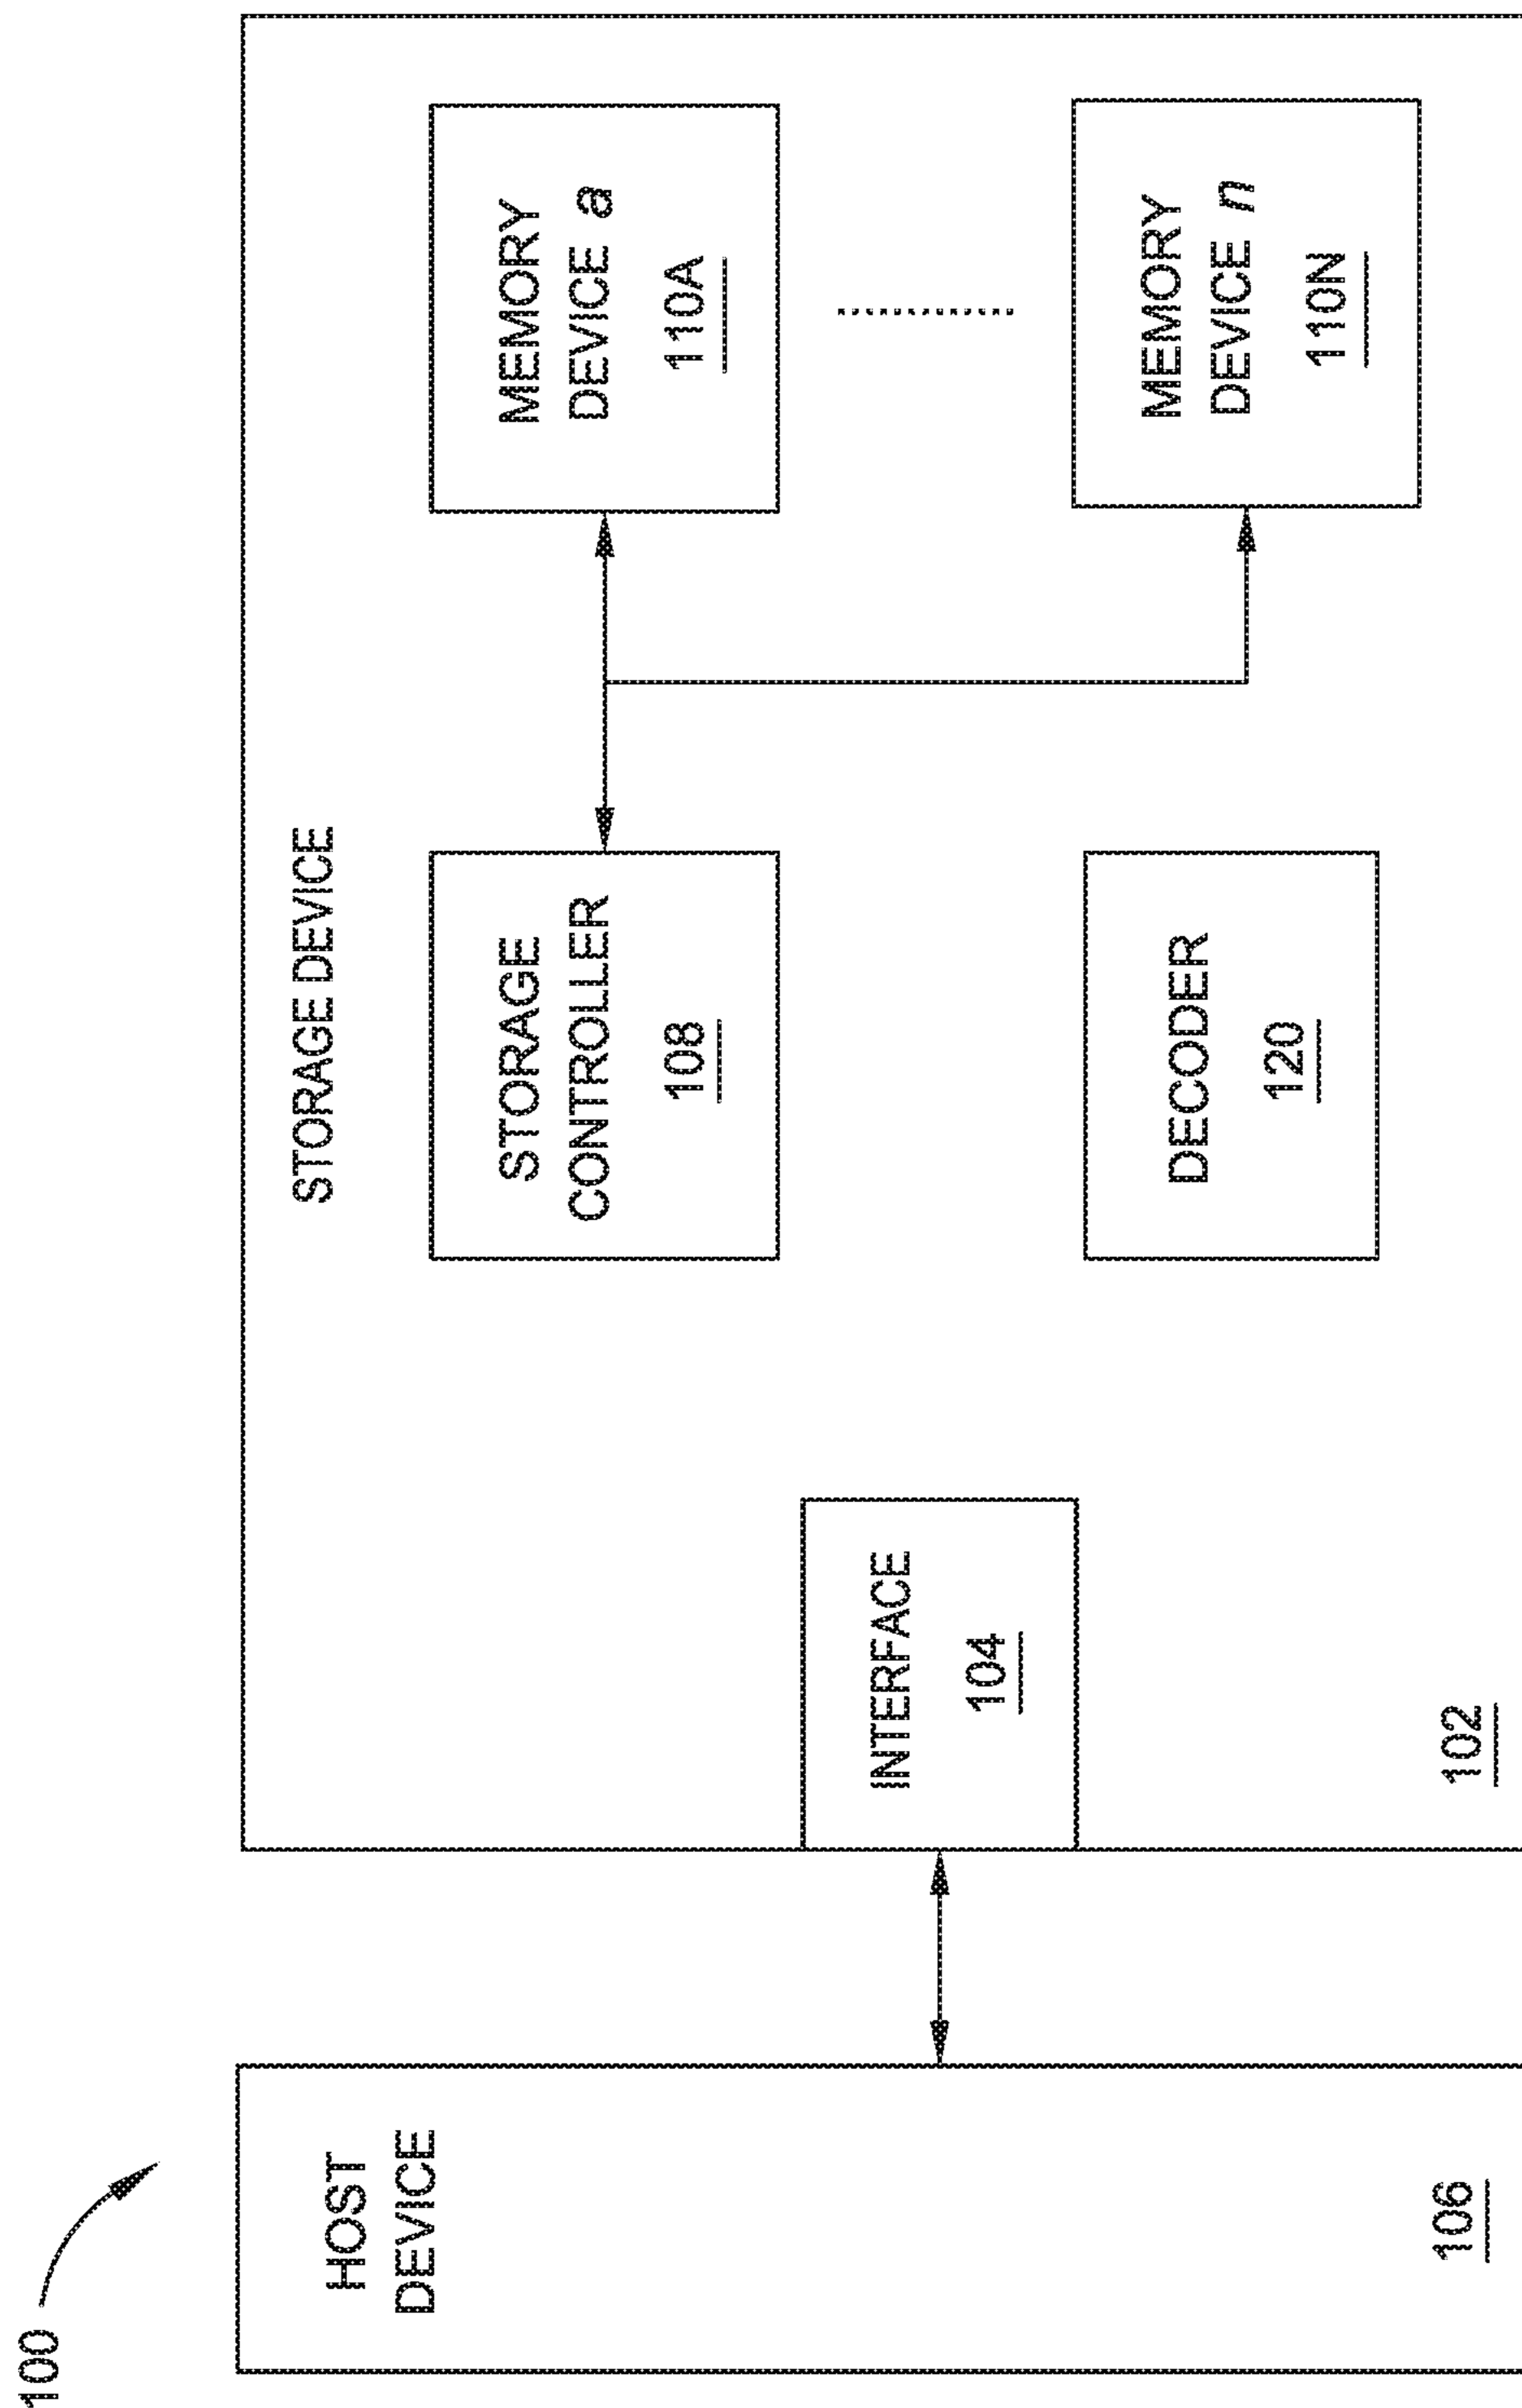 100
HOST
DEVICE
106
STORAGE DEVICE
INTERFACE
104
102
STORAGE
CONTROLLER
108
DECODER
120
MEMORY
DEVICE a
110A
MEMORY
DEVICE n
110N